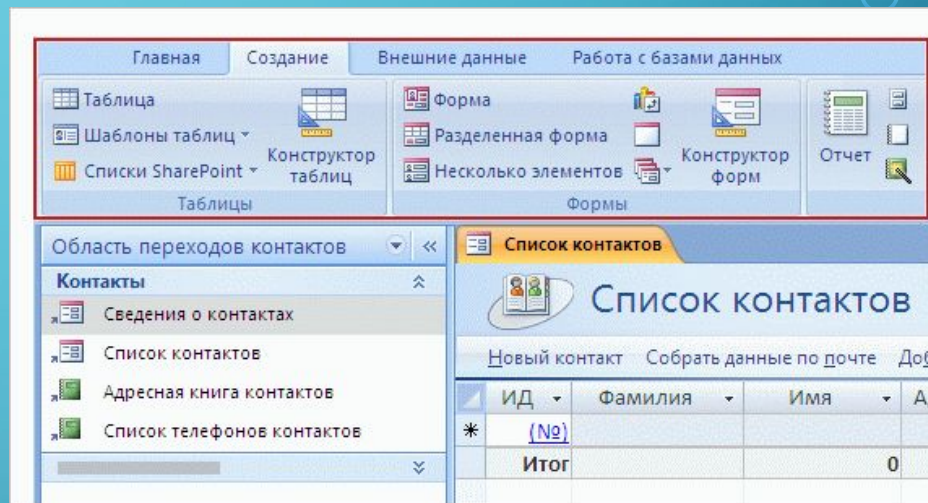 Главная Создание Внешние данные Работа с базами данных
Таблица
Шаблоны таблиц
Списки SharePoint
Конструктор
таблиц
Таблицы
Форма
Разделенная форма
Несколько элементов
Конструктор
форм
Формы
Отчет
Область переходов контактов
Контакты
Сведения о контактах
Список контактов
Адресная книга контактов
Список телефонов контактов
Список контактов
Список контактов
Новый контакт Собрать данные по почте
ИД Фамилия Имя А
(№)
Итог 0